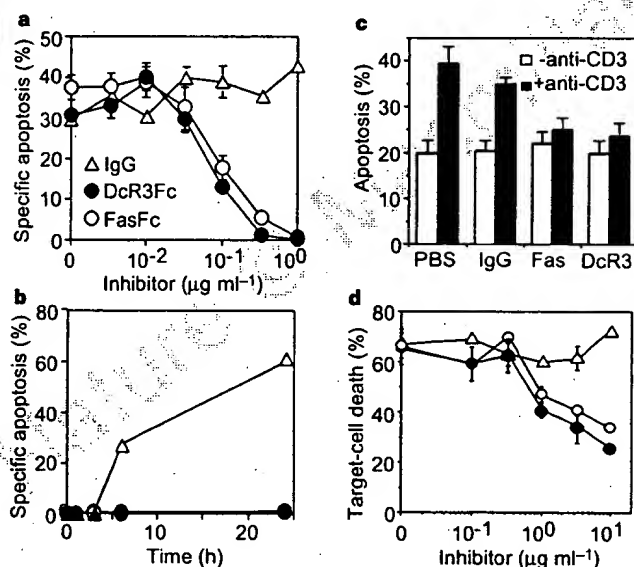 a
Specific apoptosis (%)
50
40
30
20
10
0
△ IgG
● DcR3Fc
○ FasFc
0 10⁻² 10⁻¹ 10⁰
Inhibitor (µg ml⁻¹)
b
Specific apoptosis (%)
80
60
40
20
0
0 10 20
Time (h)
c
Apoptosis (%)
40
30
20
10
0
□ -anti-CD3
■ +anti-CD3
PBS IgG Fas DcR3
d
Target-cell death (%)
80
60
40
20
0
0 10⁻¹ 10⁰ 10¹
Inhibitor (µg ml⁻¹)
nature